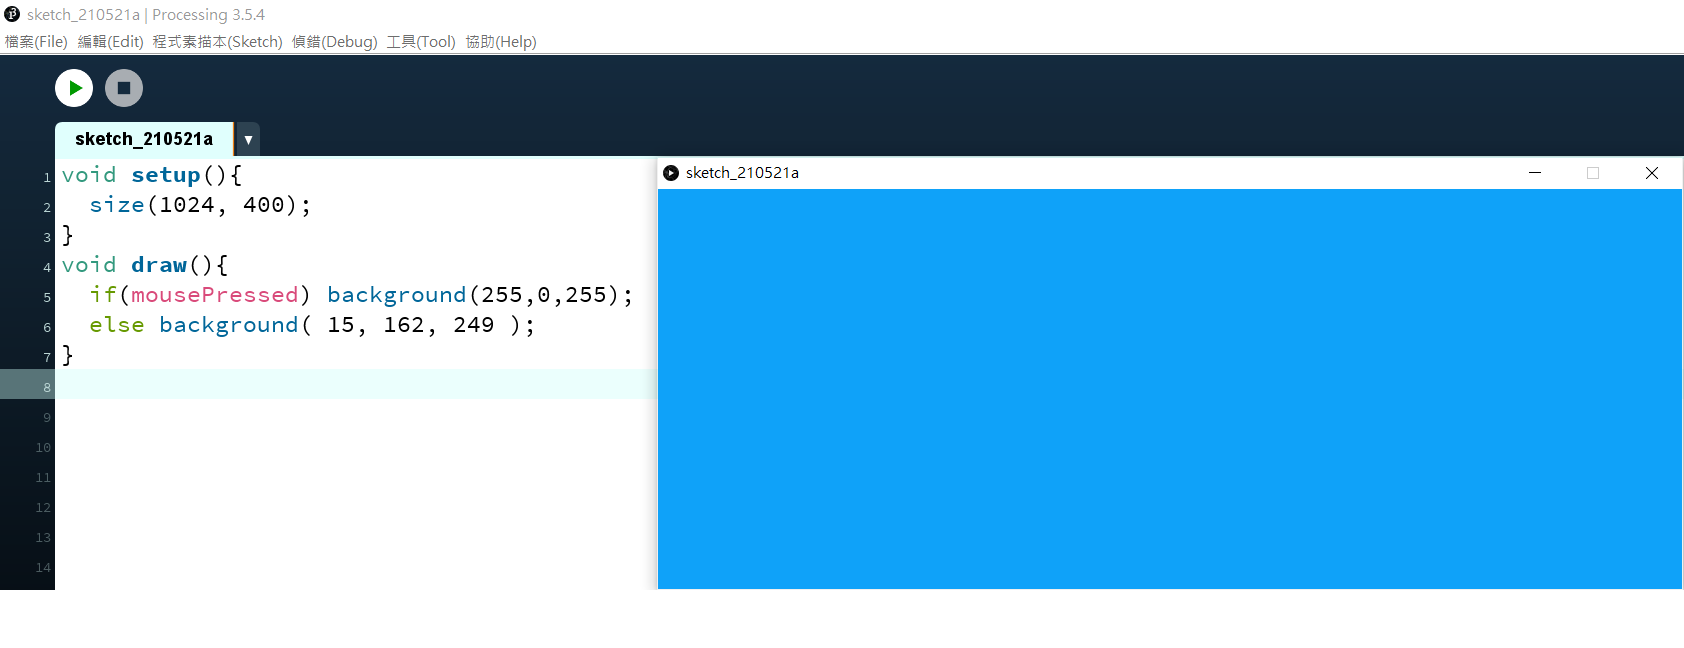 sketch_210521a | Processing 3.5.4
檔案(File) 編輯(Edit) 程式素描本(Sketch) 偵錯(Debug) 工具(Tool) 協助(Help)
sketch_210521a ▼
1 void setup(){
2   size(1024, 400);
3 }
4 void draw(){
5   if(mousePressed) background(255,0,255);
6   else background( 15, 162, 249 );
7 }
8
9
10
11
12
13
14
sketch_210521a